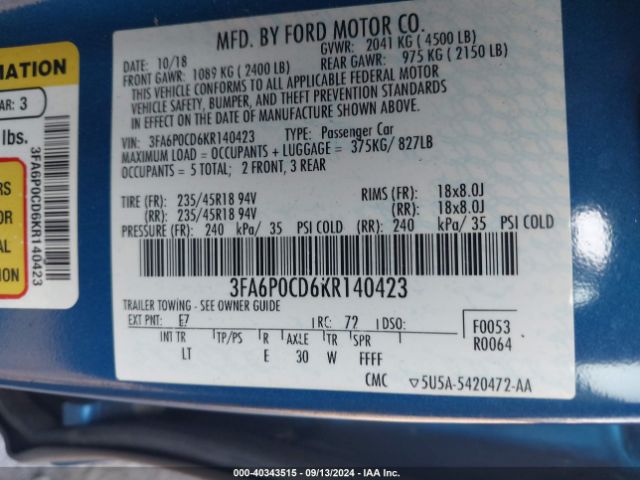 MATION
AR: 3
lbs.
RS
OR
AL
TION
3FA6P0CD6KR140423
MFD. BY FORD MOTOR CO.
DATE: 10/18 GVWR: 2041 KG ( 4500 LB)
FRONT GAWR: 1089 KG ( 2400 LB) REAR GAWR: 975 KG ( 2150 LB)
THIS VEHICLE CONFORMS TO ALL APPLICABLE FEDERAL MOTOR
VEHICLE SAFETY, BUMPER, AND THEFT PREVENTION STANDARDS
IN EFFECT ON THE DATE OF MANUFACTURE SHOWN ABOVE.
VIN: 3FA6P0CD6KR140423 TYPE: Passenger Car
MAXIMUM LOAD = OCCUPANTS + LUGGAGE = 375KG/ 827LB
OCCUPANTS = 5 TOTAL; 2 FRONT, 3 REAR
TIRE (FR): 235/45R18 94V RIMS (FR): 18x8.0J
(RR): 235/45R18 94V (RR): 18x8.0J
PRESSURE (FR): 240 kPa/ 35 PSI COLD (RR): 240 kPa/ 35 PSI COLD
3FA6P0CD6KR140423
TRAILER TOWING - SEE OWNER GUIDE
EXT PNT: E7 RC: 72 DSO: F0053
INT TR TP/PS R AXLE TR SPR R0064
LT E 30 W FFFF
CMC 5U5A-5420472-AA
000-40343515 - 09/13/2024 - IAA Inc.